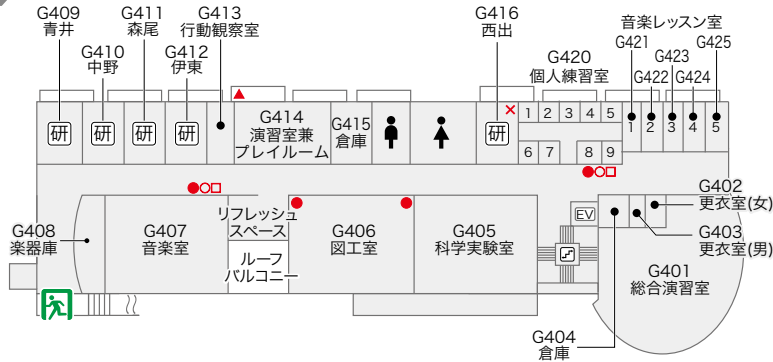 G409
青井
G410
中野
G411
森尾
G412
伊東
G413
行動観察室
G416
西出
G420
個人練習室
音楽レッスン室
G421
G422
G423
G424
G425
研
研
研
研
G414
演習室兼
プレイルーム
G415
倉庫
研
1 2 3 4 5
6 7 8 9
1 2 3 4 5
G408
楽器庫
G407
音楽室
リフレッシュ
スペース
ルーフ
バルコニー
G406
図工室
G405
科学実験室
EV
G402
更衣室(女)
G403
更衣室(男)
G401
総合演習室
G404
倉庫